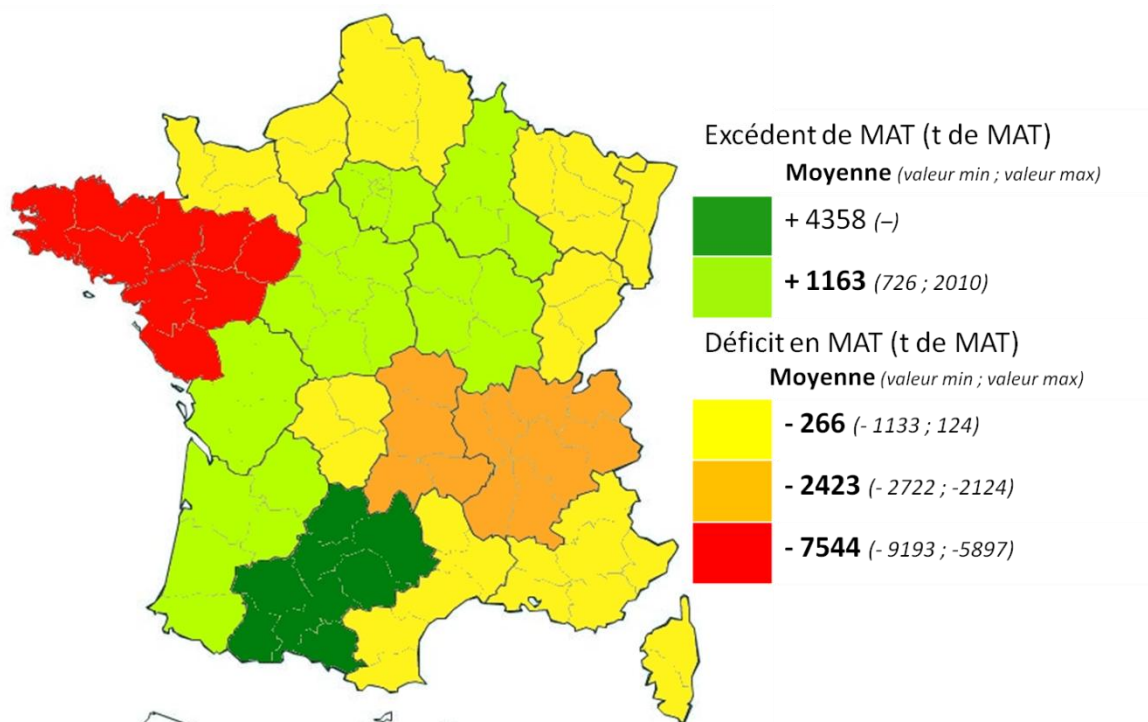 Excédent de MAT (t de MAT)
Moyenne (valeur min ; valeur max)
+ 4358 (–)
+ 1163 (726 ; 2010)
Déficit en MAT (t de MAT)
Moyenne (valeur min ; valeur max)
- 266 (- 1133 ; 124)
- 2423 (- 2722 ; -2124)
- 7544 (- 9193 ; -5897)